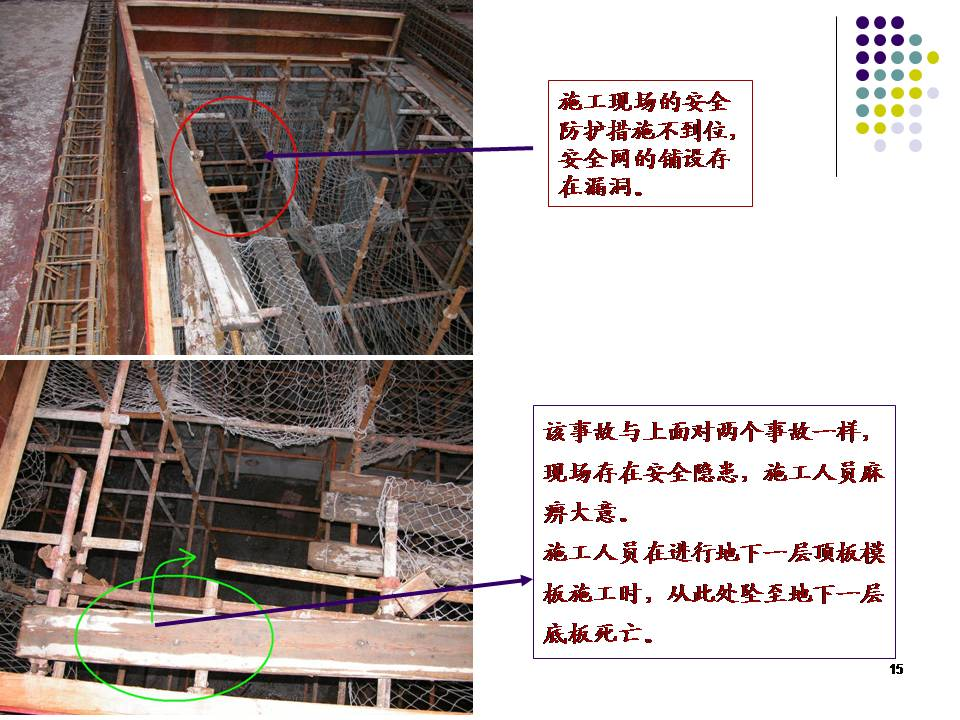 施工现场的安全
防护措施不到位，
安全网的铺设存
在漏洞。
该事故与上面对两个事故一样，
现场存在安全隐患，施工人员麻
痹大意。
施工人员在进行地下一层顶板模
板施工时，从此处坠至地下一层
底板死亡。
15